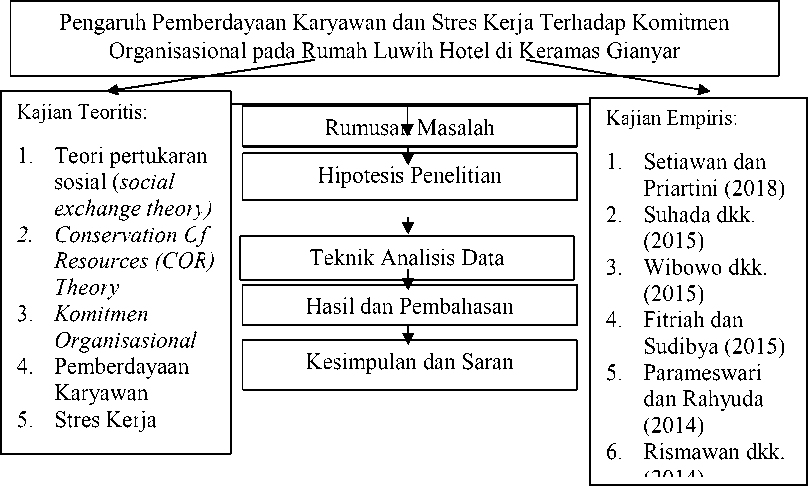 Pengaruh Pemberdayaan Karyawan dan Stres Kerja Terhadap Komitmen
Organisasional pada Rumah Luwih Hotel di Keramas Gianyar
Kajian Teoritis:
1. Teori pertukaran
sosial (social
exchange theory)
2. Conservation Of
Resources (COR)
Theory
3. Komitmen
Organisasional
4. Pemberdayaan
Karyawan
5. Stres Kerja
Rumusan Masalah
Hipotesis Penelitian
Teknik Analisis Data
Hasil dan Pembahasan
Kesimpulan dan Saran
Kajian Empiris:
1. Setiawan dan
Priartini (2018)
2. Suhada dkk.
(2015)
3. Wibowo dkk.
(2015)
4. Fitriah dan
Sudibya (2015)
5. Parameswari
dan Rahyuda
(2014)
6. Rismawan dkk.
(2014)